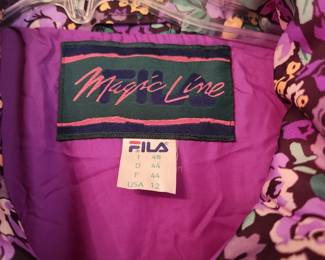 FILA
Magic Line
FILA
I 48
D 44
F 44
USA 12